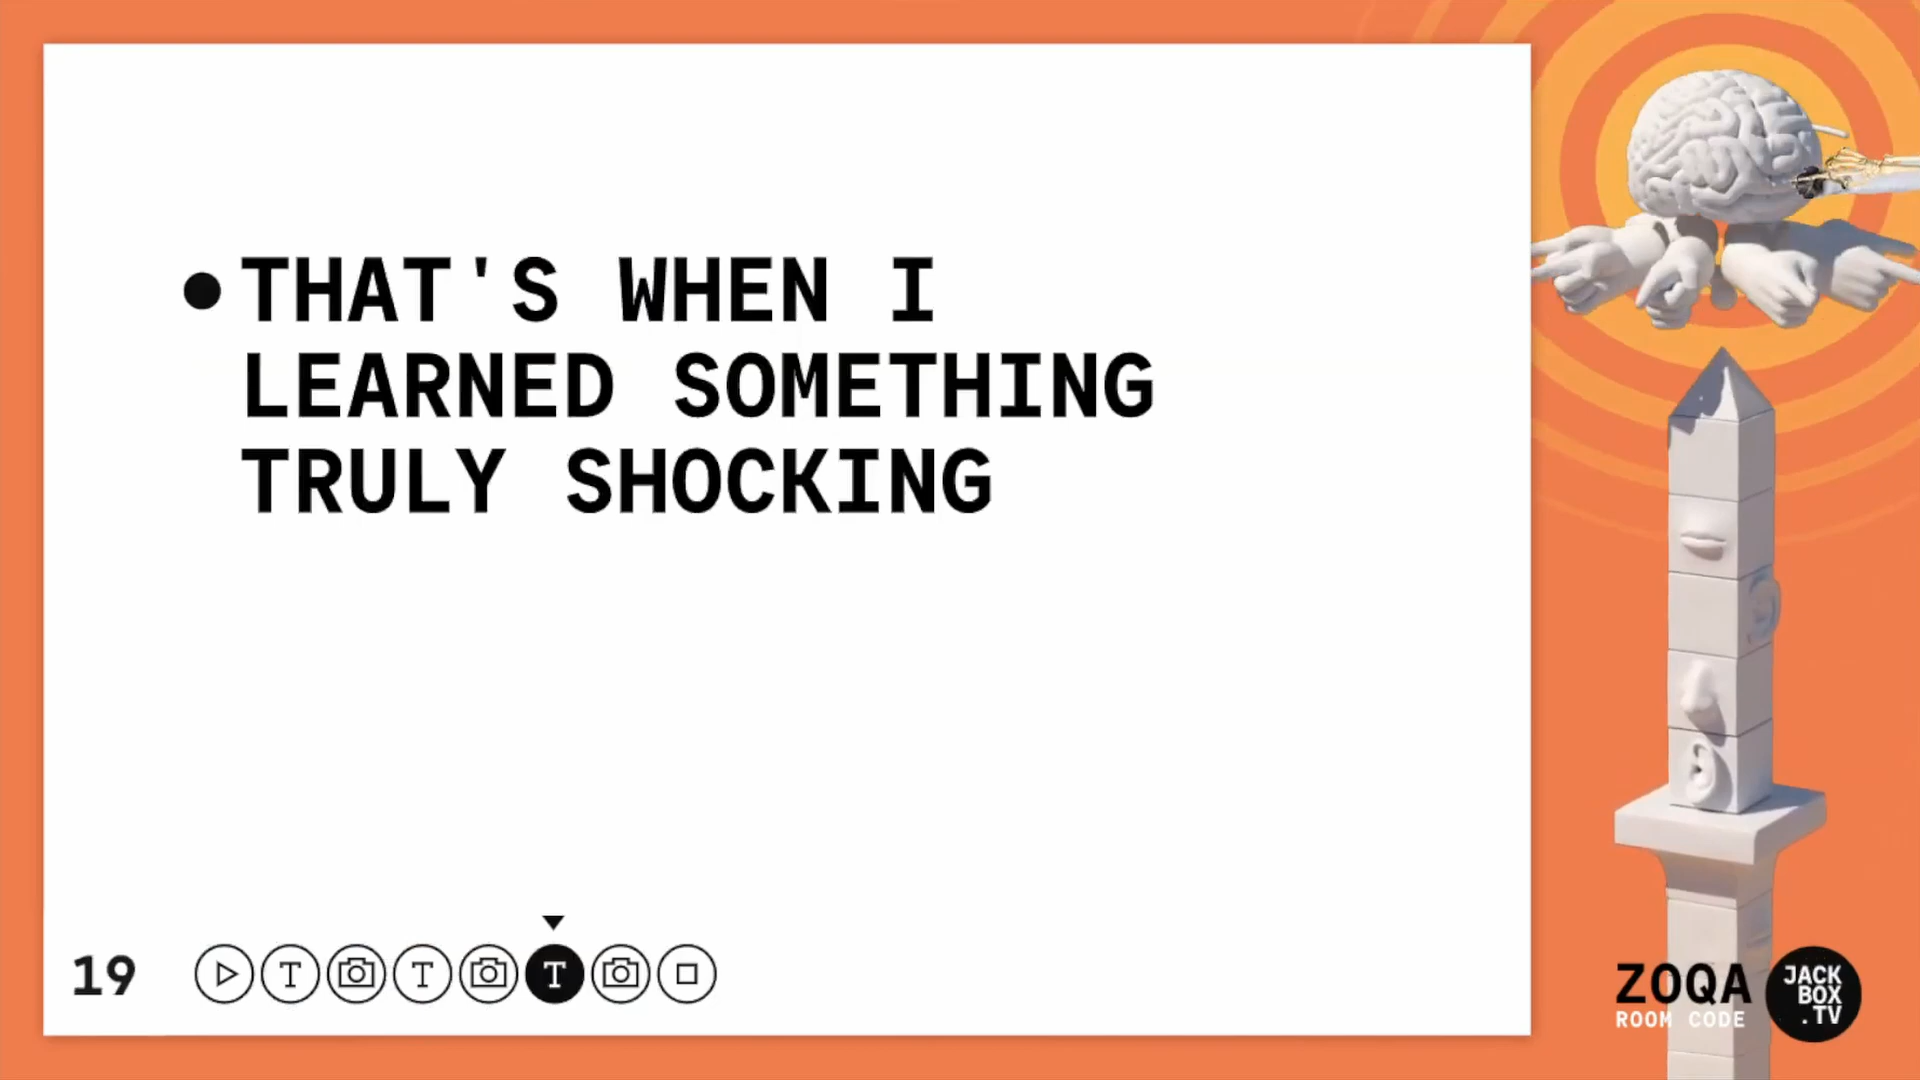 THAT'S WHEN I
LEARNED SOMETHING
TRULY SHOCKING
19
T
T
T
ZOQA
ROOM CODE
JACK
BOX
.TV